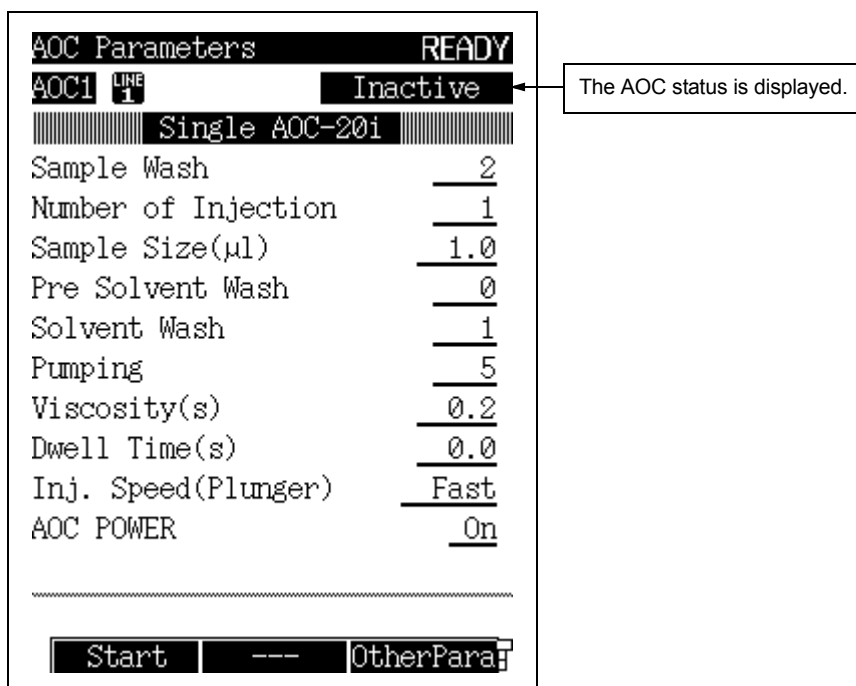 AOC Parameters READY
AOC1 LINE 1 Inactive
The AOC status is displayed.
Single AOC-20i
Sample Wash 2
Number of Injection 1
Sample Size(µl) 1.0
Pre Solvent Wash 0
Solvent Wash 1
Pumping 5
Viscosity(s) 0.2
Dwell Time(s) 0.0
Inj. Speed(Plunger) Fast
AOC POWER On
Start --- OtherPara